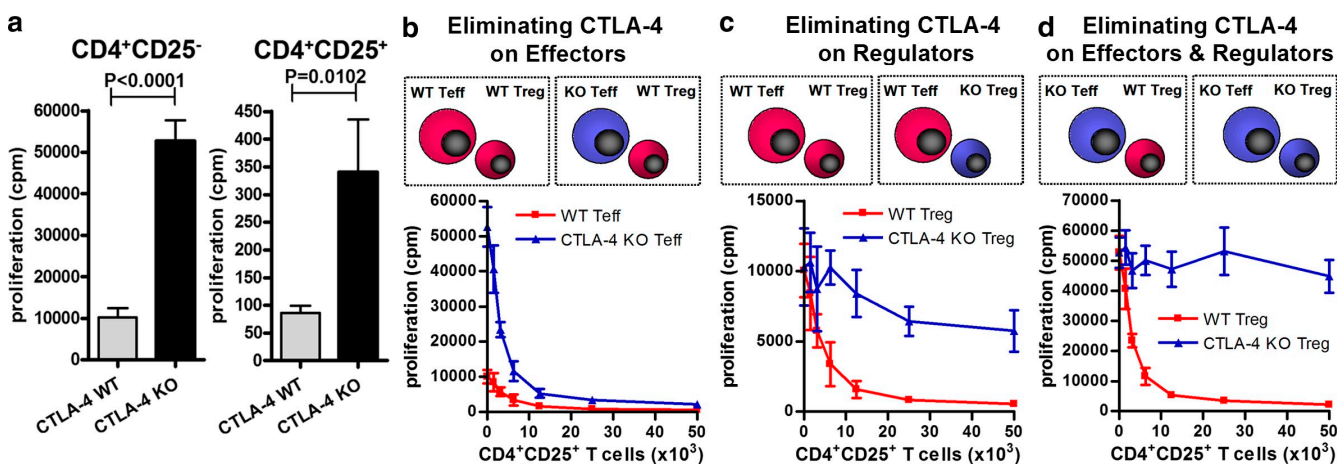 a
CD4⁺CD25⁻
P<0.0001
proliferation (cpm)
60000
50000
40000
30000
20000
10000
0
CTLA-4 WT
CTLA-4 KO
CD4⁺CD25⁺
P=0.0102
proliferation (cpm)
450
400
350
300
250
200
150
100
50
0
CTLA-4 WT
CTLA-4 KO
b
Eliminating CTLA-4
on Effectors
WT Teff WT Treg
KO Teff WT Treg
proliferation (cpm)
60000
50000
40000
30000
20000
10000
0
WT Teff
CTLA-4 KO Teff
0 10 20 30 40 50
CD4⁺CD25⁺ T cells (x10³)
c
Eliminating CTLA-4
on Regulators
WT Teff WT Treg
WT Teff KO Treg
proliferation (cpm)
15000
10000
5000
0
WT Treg
CTLA-4 KO Treg
0 10 20 30 40 50
CD4⁺CD25⁺ T cells (x10³)
d
Eliminating CTLA-4
on Effectors & Regulators
KO Teff WT Treg
KO Teff KO Treg
proliferation (cpm)
70000
60000
50000
40000
30000
20000
10000
0
WT Treg
CTLA-4 KO Treg
0 10 20 30 40 50
CD4⁺CD25⁺ T cells (x10³)